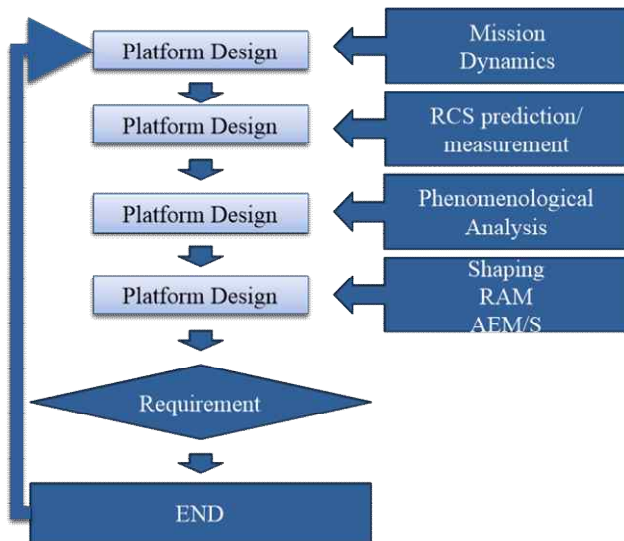 Platform Design
Mission
Dynamics
Platform Design
RCS prediction/
measurement
Platform Design
Phenomenological
Analysis
Platform Design
Shaping
RAM
AEM/S
Requirement
END